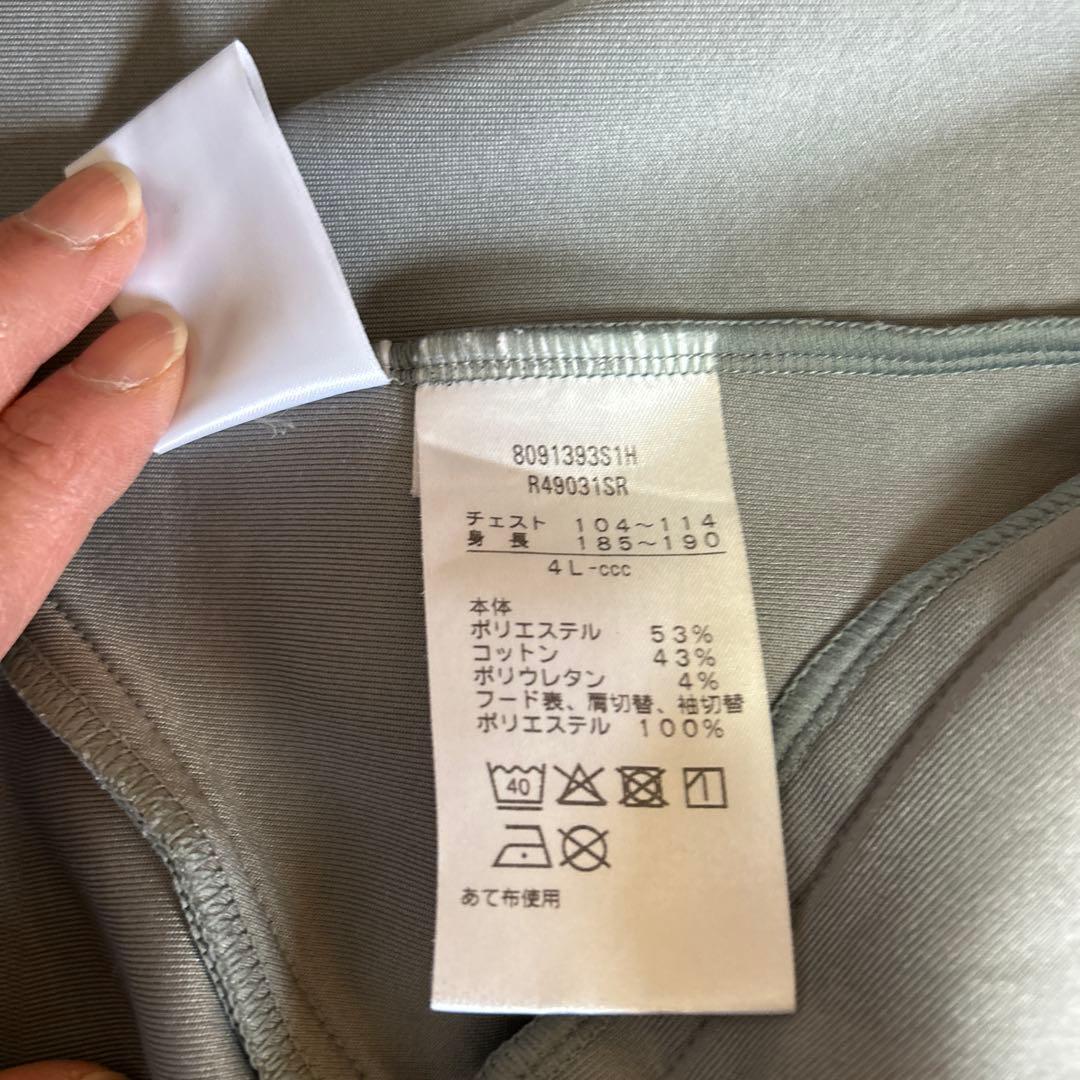 8091393S1H
R49031SR
チェスト 104～114
身長 185～190
4L-ccc
本体
ポリエステル 53%
コットン 43%
ポリウレタン 4%
フード表、肩切替、袖切替
ポリエステル 100%
40
あて布使用